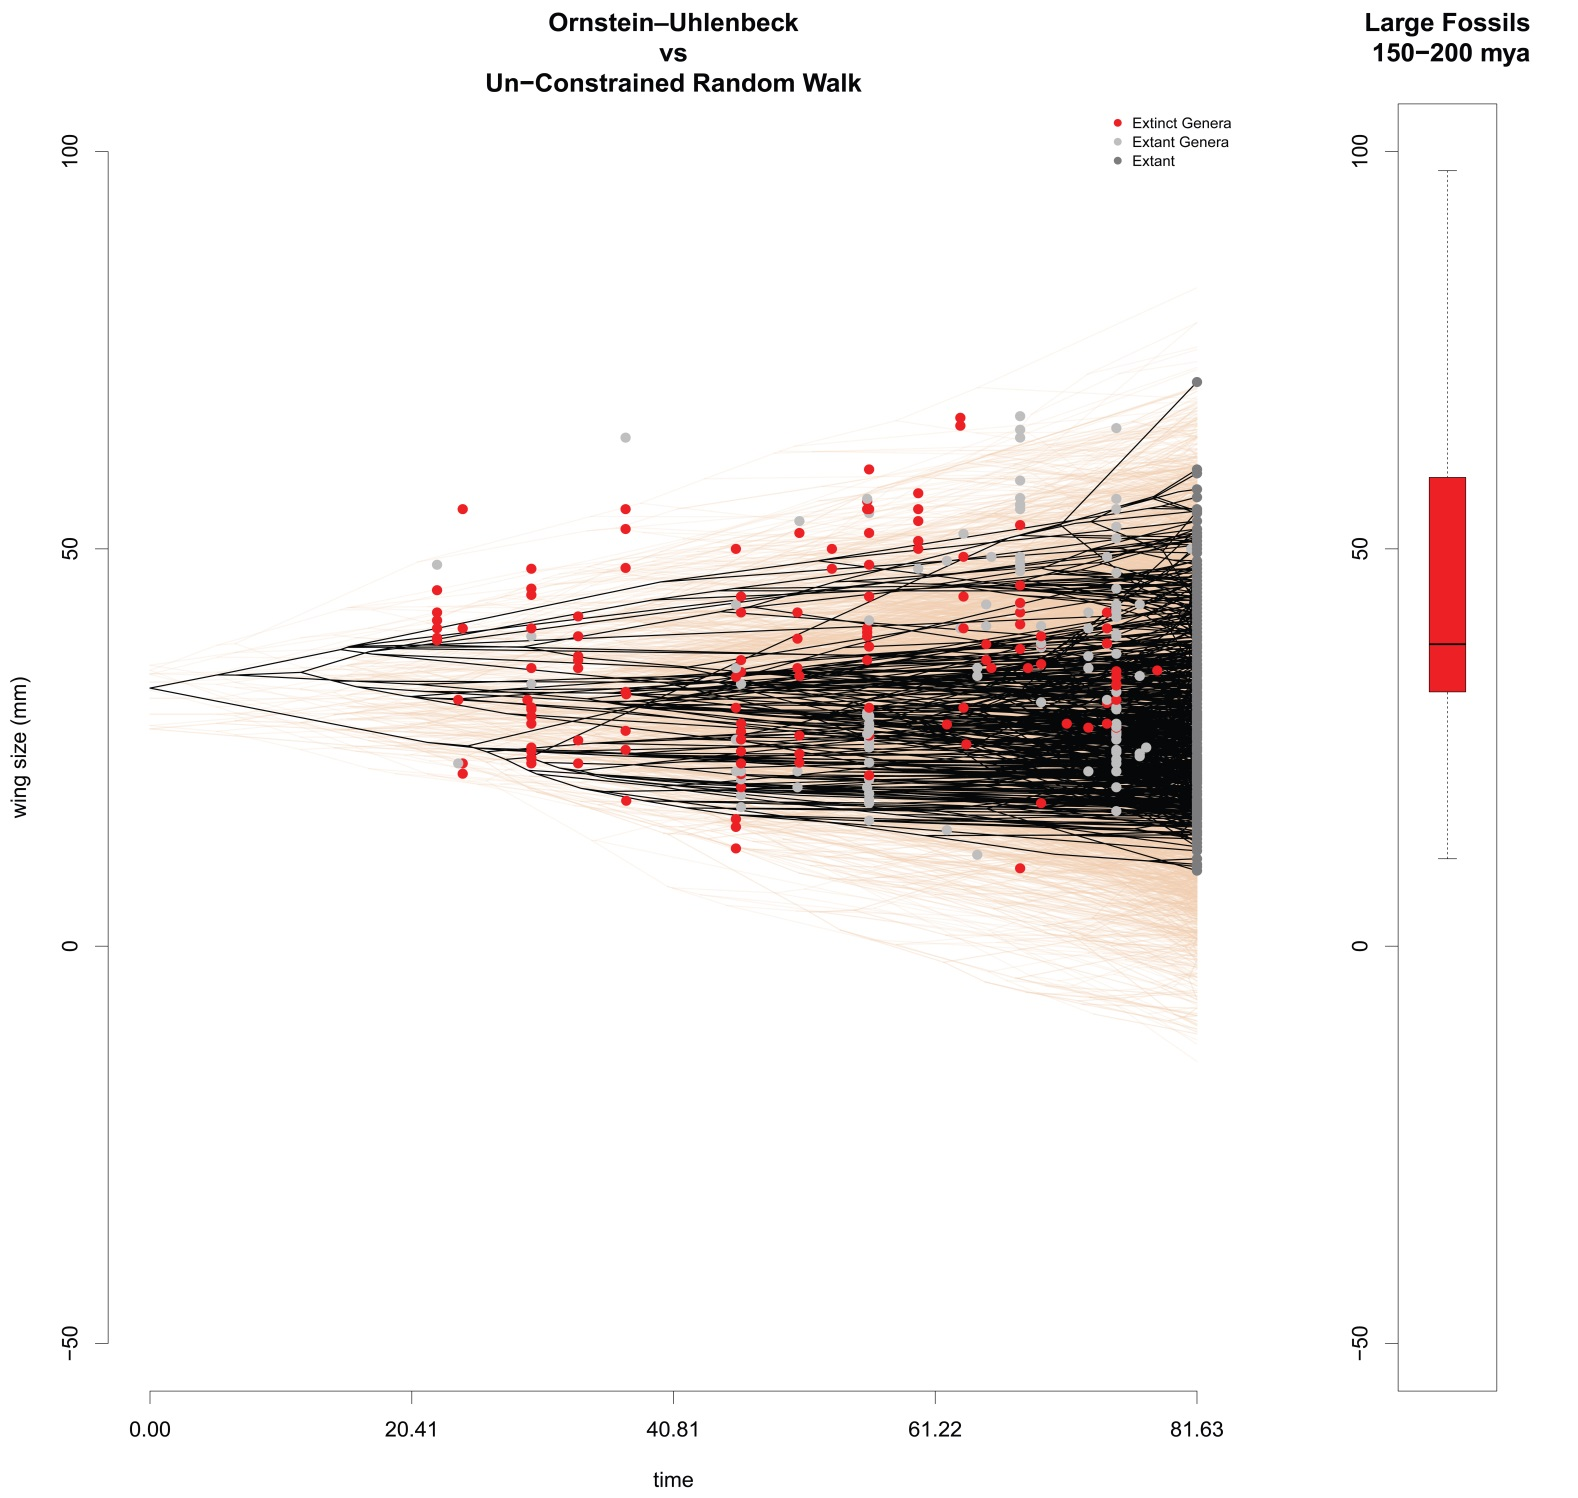 Ornstein–Uhlenbeck
vs
Un−Constrained Random Walk
Large Fossils
150−200 mya
Extinct Genera
Extant Genera
Extant
100
50
0
−50
wing size (mm)
0.00
20.41
40.81
61.22
81.63
time
100
50
0
−50